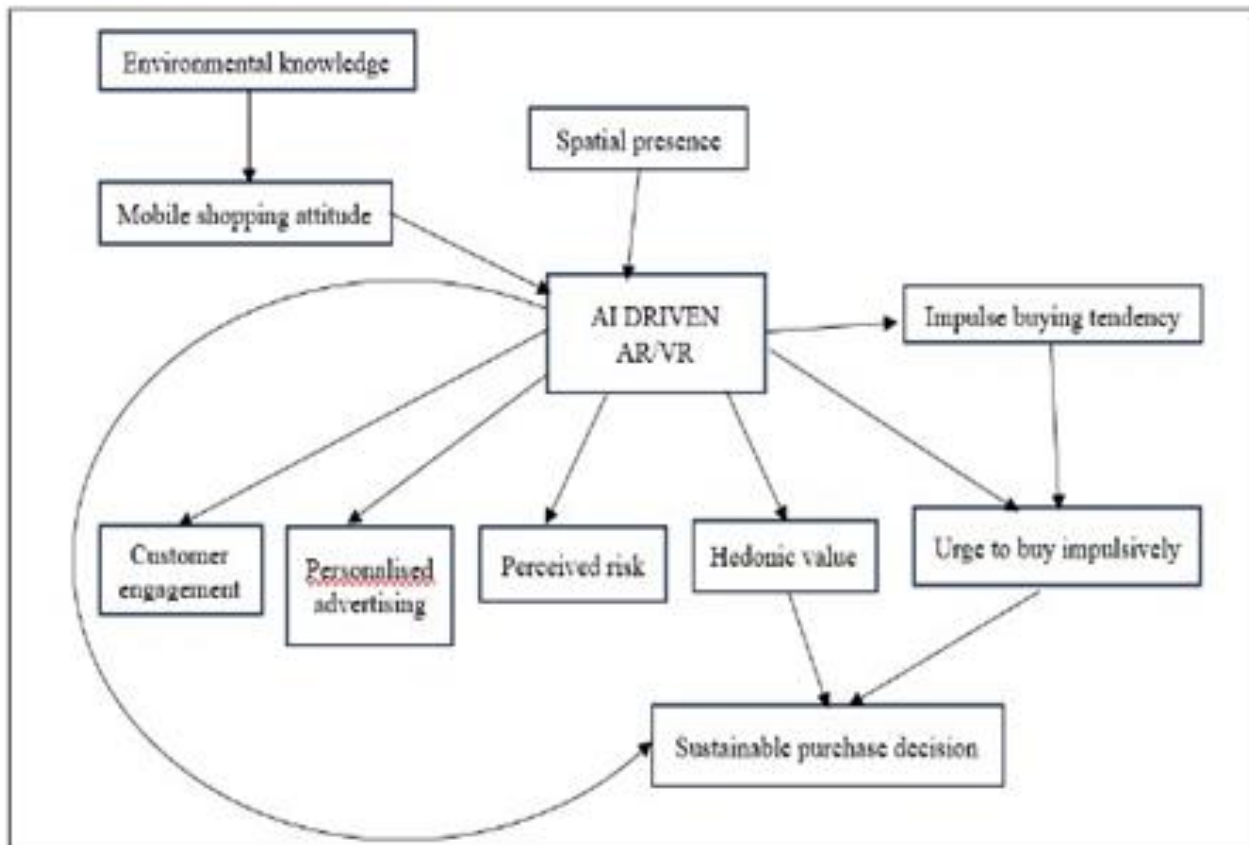 Environmental knowledge
Spatial presence
Mobile shopping attitude
AI DRIVEN
AR/VR
Impulse buying tendency
Customer
engagement
Personalised
advertising
Perceived risk
Hedonic value
Urge to buy impulsively
Sustainable purchase decision